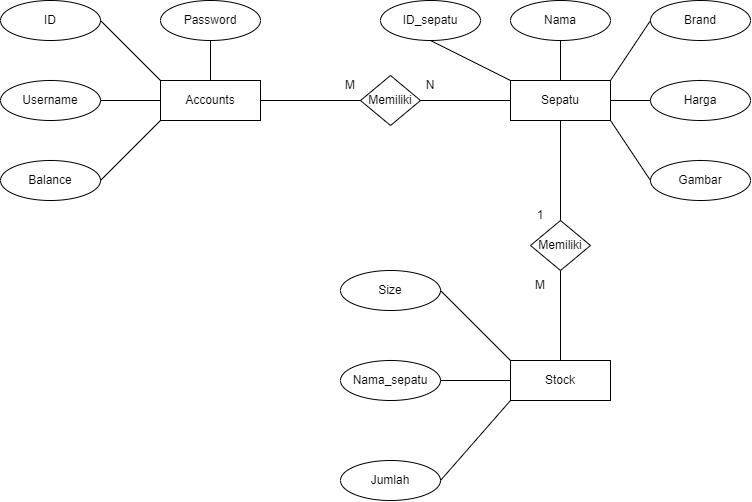 ID
Password
ID_sepatu
Nama
Brand
M
N
Username
Accounts
Memiliki
Sepatu
Harga
Balance
Gambar
1
Memiliki
M
Size
Nama_sepatu
Stock
Jumlah